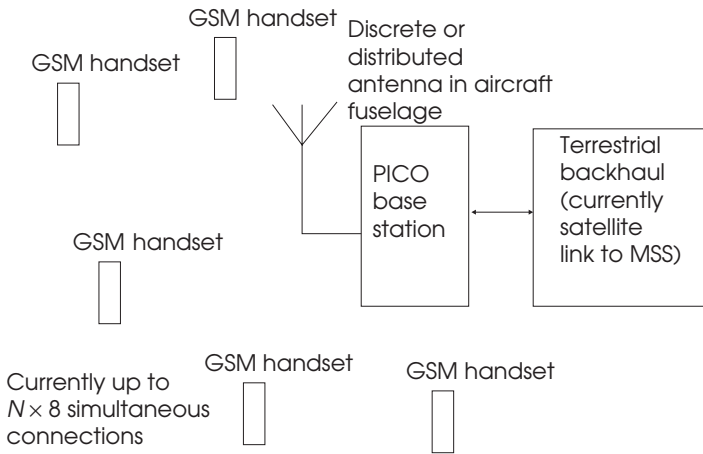 GSM handset
GSM handset
Discrete or
distributed
antenna in aircraft
fuselage
PICO
base
station
Terrestrial
backhaul
(currently
satellite
link to MSS)
GSM handset
GSM handset
GSM handset
Currently up to
N × 8 simultaneous
connections